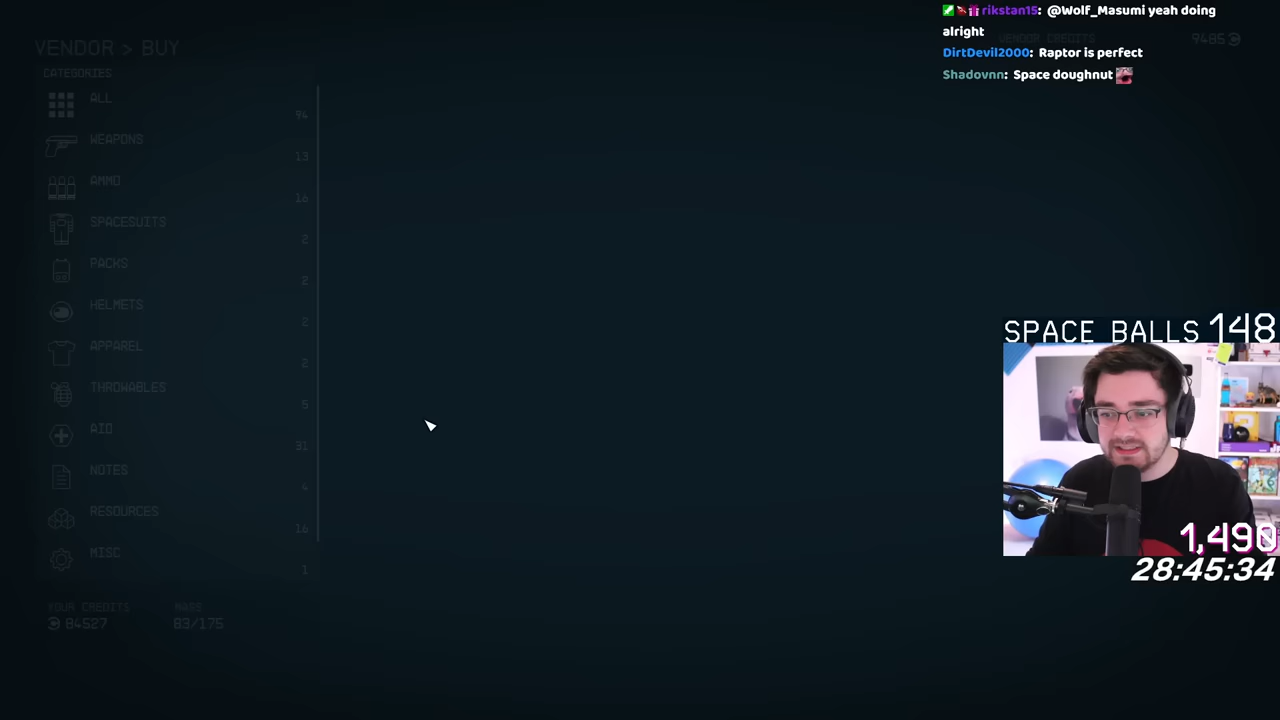 rikstan15: @Wolf_Masumi yeah doing
alright
DirtDevil2000: Raptor is perfect
Shadovnn: Space doughnut
VENDOR > BUY
VENDOR CREDITS 9485
CATEGORIES
ALL 94
WEAPONS 13
AMMO 16
SPACESUITS 2
PACKS 2
HELMETS 2
APPAREL 2
THROWABLES 5
AID 31
NOTES 4
RESOURCES 16
MISC 1
YOUR CREDITS MASS
84527 83/175
SPACE BALLS 148
1,490
28:45:34